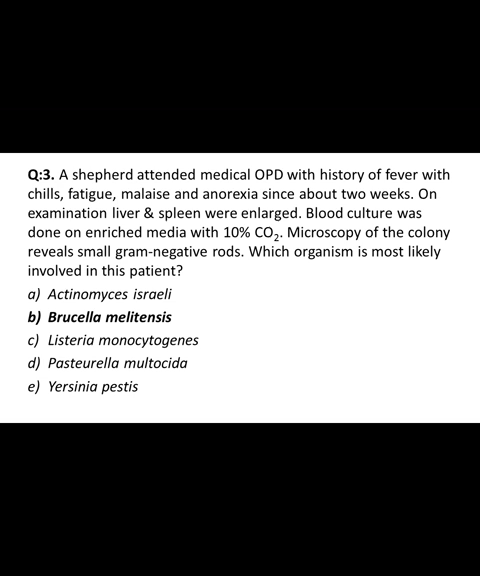 Q:3. A shepherd attended medical OPD with history of fever with
chills, fatigue, malaise and anorexia since about two weeks. On
examination liver & spleen were enlarged. Blood culture was
done on enriched media with 10% CO₂. Microscopy of the colony
reveals small gram-negative rods. Which organism is most likely
involved in this patient?
a) Actinomyces israeli
b) Brucella melitensis
c) Listeria monocytogenes
d) Pasteurella multocida
e) Yersinia pestis